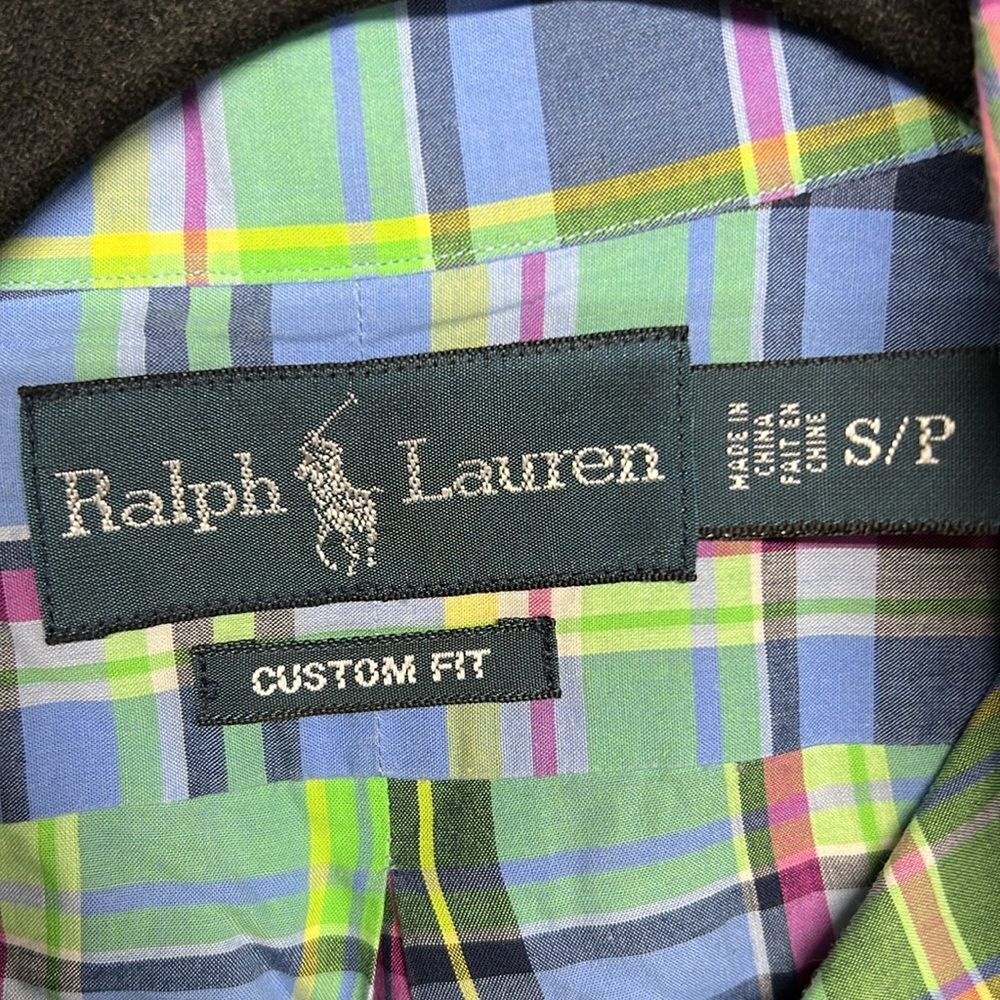 Ralph Lauren
MADE IN
CHINA
FAIT EN
CHINE
S/P
CUSTOM FIT